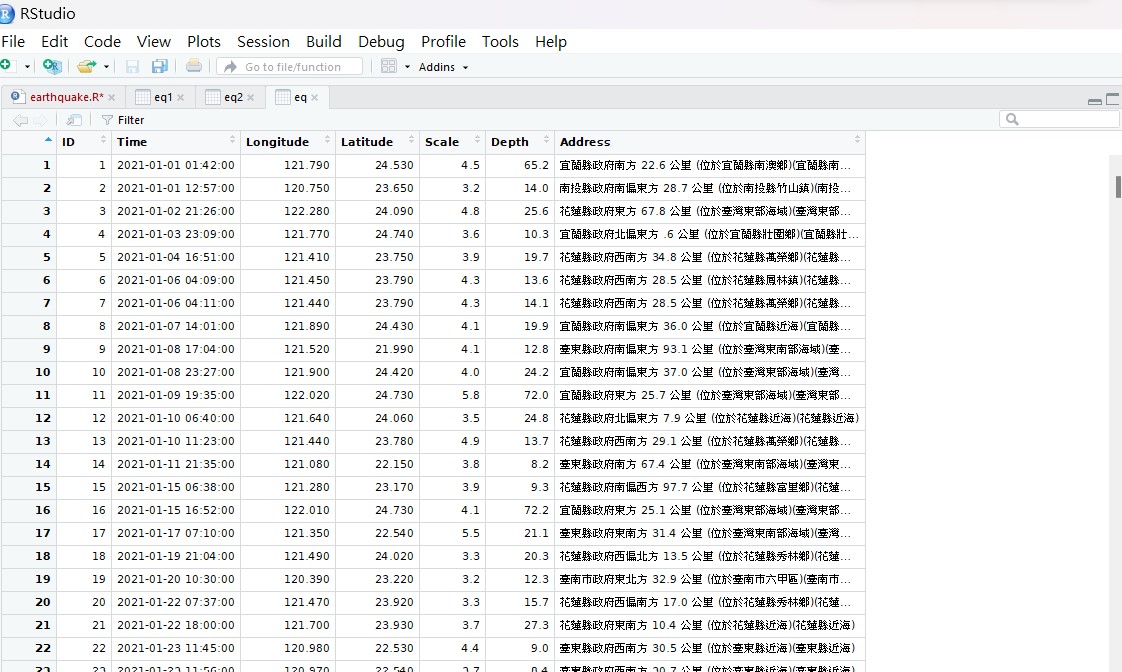 RStudio
File Edit Code View Plots Session Build Debug Profile Tools Help
Go to file/function Addins
earthquake.R* eq1 eq2 eq
Filter
ID Time Longitude Latitude Scale Depth Address
1 1 2021-01-01 01:42:00 121.790 24.530 4.5 65.2 宜蘭縣政府南方 22.6 公里 (位於宜蘭縣南澳鄉)(宜蘭縣南...
2 2 2021-01-01 12:57:00 120.750 23.650 3.2 14.0 南投縣政府南偏東方 28.7 公里 (位於南投縣竹山鎮)(南投...
3 3 2021-01-02 21:26:00 122.280 24.090 4.8 25.6 花蓮縣政府東方 67.8 公里 (位於臺灣東部海域)(臺灣東部...
4 4 2021-01-03 23:09:00 121.770 24.740 3.6 10.3 宜蘭縣政府北偏東方 .6 公里 (位於宜蘭縣壯圍鄉)(宜蘭縣壯...
5 5 2021-01-04 16:51:00 121.410 23.750 3.9 19.7 花蓮縣政府西南方 34.8 公里 (位於花蓮縣萬榮鄉)(花蓮縣...
6 6 2021-01-06 04:09:00 121.450 23.790 4.3 13.6 花蓮縣政府西南方 28.5 公里 (位於花蓮縣鳳林鎮)(花蓮縣...
7 7 2021-01-06 04:11:00 121.440 23.790 4.3 14.1 花蓮縣政府西南方 28.5 公里 (位於花蓮縣萬榮鄉)(花蓮縣...
8 8 2021-01-07 14:01:00 121.890 24.430 4.1 19.9 宜蘭縣政府南偏東方 36.0 公里 (位於宜蘭縣近海)(宜蘭縣...
9 9 2021-01-08 17:04:00 121.520 21.990 4.1 12.8 臺東縣政府南偏東方 93.1 公里 (位於臺灣東南部海域)(臺...
10 10 2021-01-08 23:27:00 121.900 24.420 4.0 24.2 宜蘭縣政府南偏東方 37.0 公里 (位於臺灣東部海域)(臺灣...
11 11 2021-01-09 19:35:00 122.020 24.730 5.8 72.0 宜蘭縣政府東方 25.7 公里 (位於臺灣東部海域)(臺灣東部...
12 12 2021-01-10 06:40:00 121.640 24.060 3.5 24.8 花蓮縣政府北偏東方 7.9 公里 (位於花蓮縣近海)(花蓮縣近海)
13 13 2021-01-10 11:23:00 121.440 23.780 4.9 13.7 花蓮縣政府西南方 29.1 公里 (位於花蓮縣萬榮鄉)(花蓮縣...
14 14 2021-01-11 21:35:00 121.080 22.150 3.8 8.2 臺東縣政府南方 67.4 公里 (位於臺灣東南部海域)(臺灣東...
15 15 2021-01-15 06:38:00 121.280 23.170 3.9 9.3 花蓮縣政府南偏西方 97.7 公里 (位於花蓮縣富里鄉)(花蓮...
16 16 2021-01-15 16:52:00 122.010 24.730 4.1 72.2 宜蘭縣政府東方 25.1 公里 (位於臺灣東部海域)(臺灣東部...
17 17 2021-01-17 07:10:00 121.350 22.540 5.5 21.1 臺東縣政府東南方 31.4 公里 (位於臺灣東南部海域)(臺灣...
18 18 2021-01-19 21:04:00 121.490 24.020 3.3 20.3 花蓮縣政府西偏北方 13.5 公里 (位於花蓮縣秀林鄉)(花蓮...
19 19 2021-01-20 10:30:00 120.390 23.220 3.2 12.3 臺南市政府東北方 32.9 公里 (位於臺南市六甲區)(臺南市...
20 20 2021-01-22 07:37:00 121.470 23.920 3.3 15.7 花蓮縣政府西偏南方 17.0 公里 (位於花蓮縣秀林鄉)(花蓮...
21 21 2021-01-22 18:00:00 121.700 23.930 3.7 27.3 花蓮縣政府東南方 10.4 公里 (位於花蓮縣近海)(花蓮縣近海)
22 22 2021-01-23 11:45:00 120.980 22.530 4.4 9.0 臺東縣政府西南方 30.5 公里 (位於臺東縣近海)(臺東縣近海)